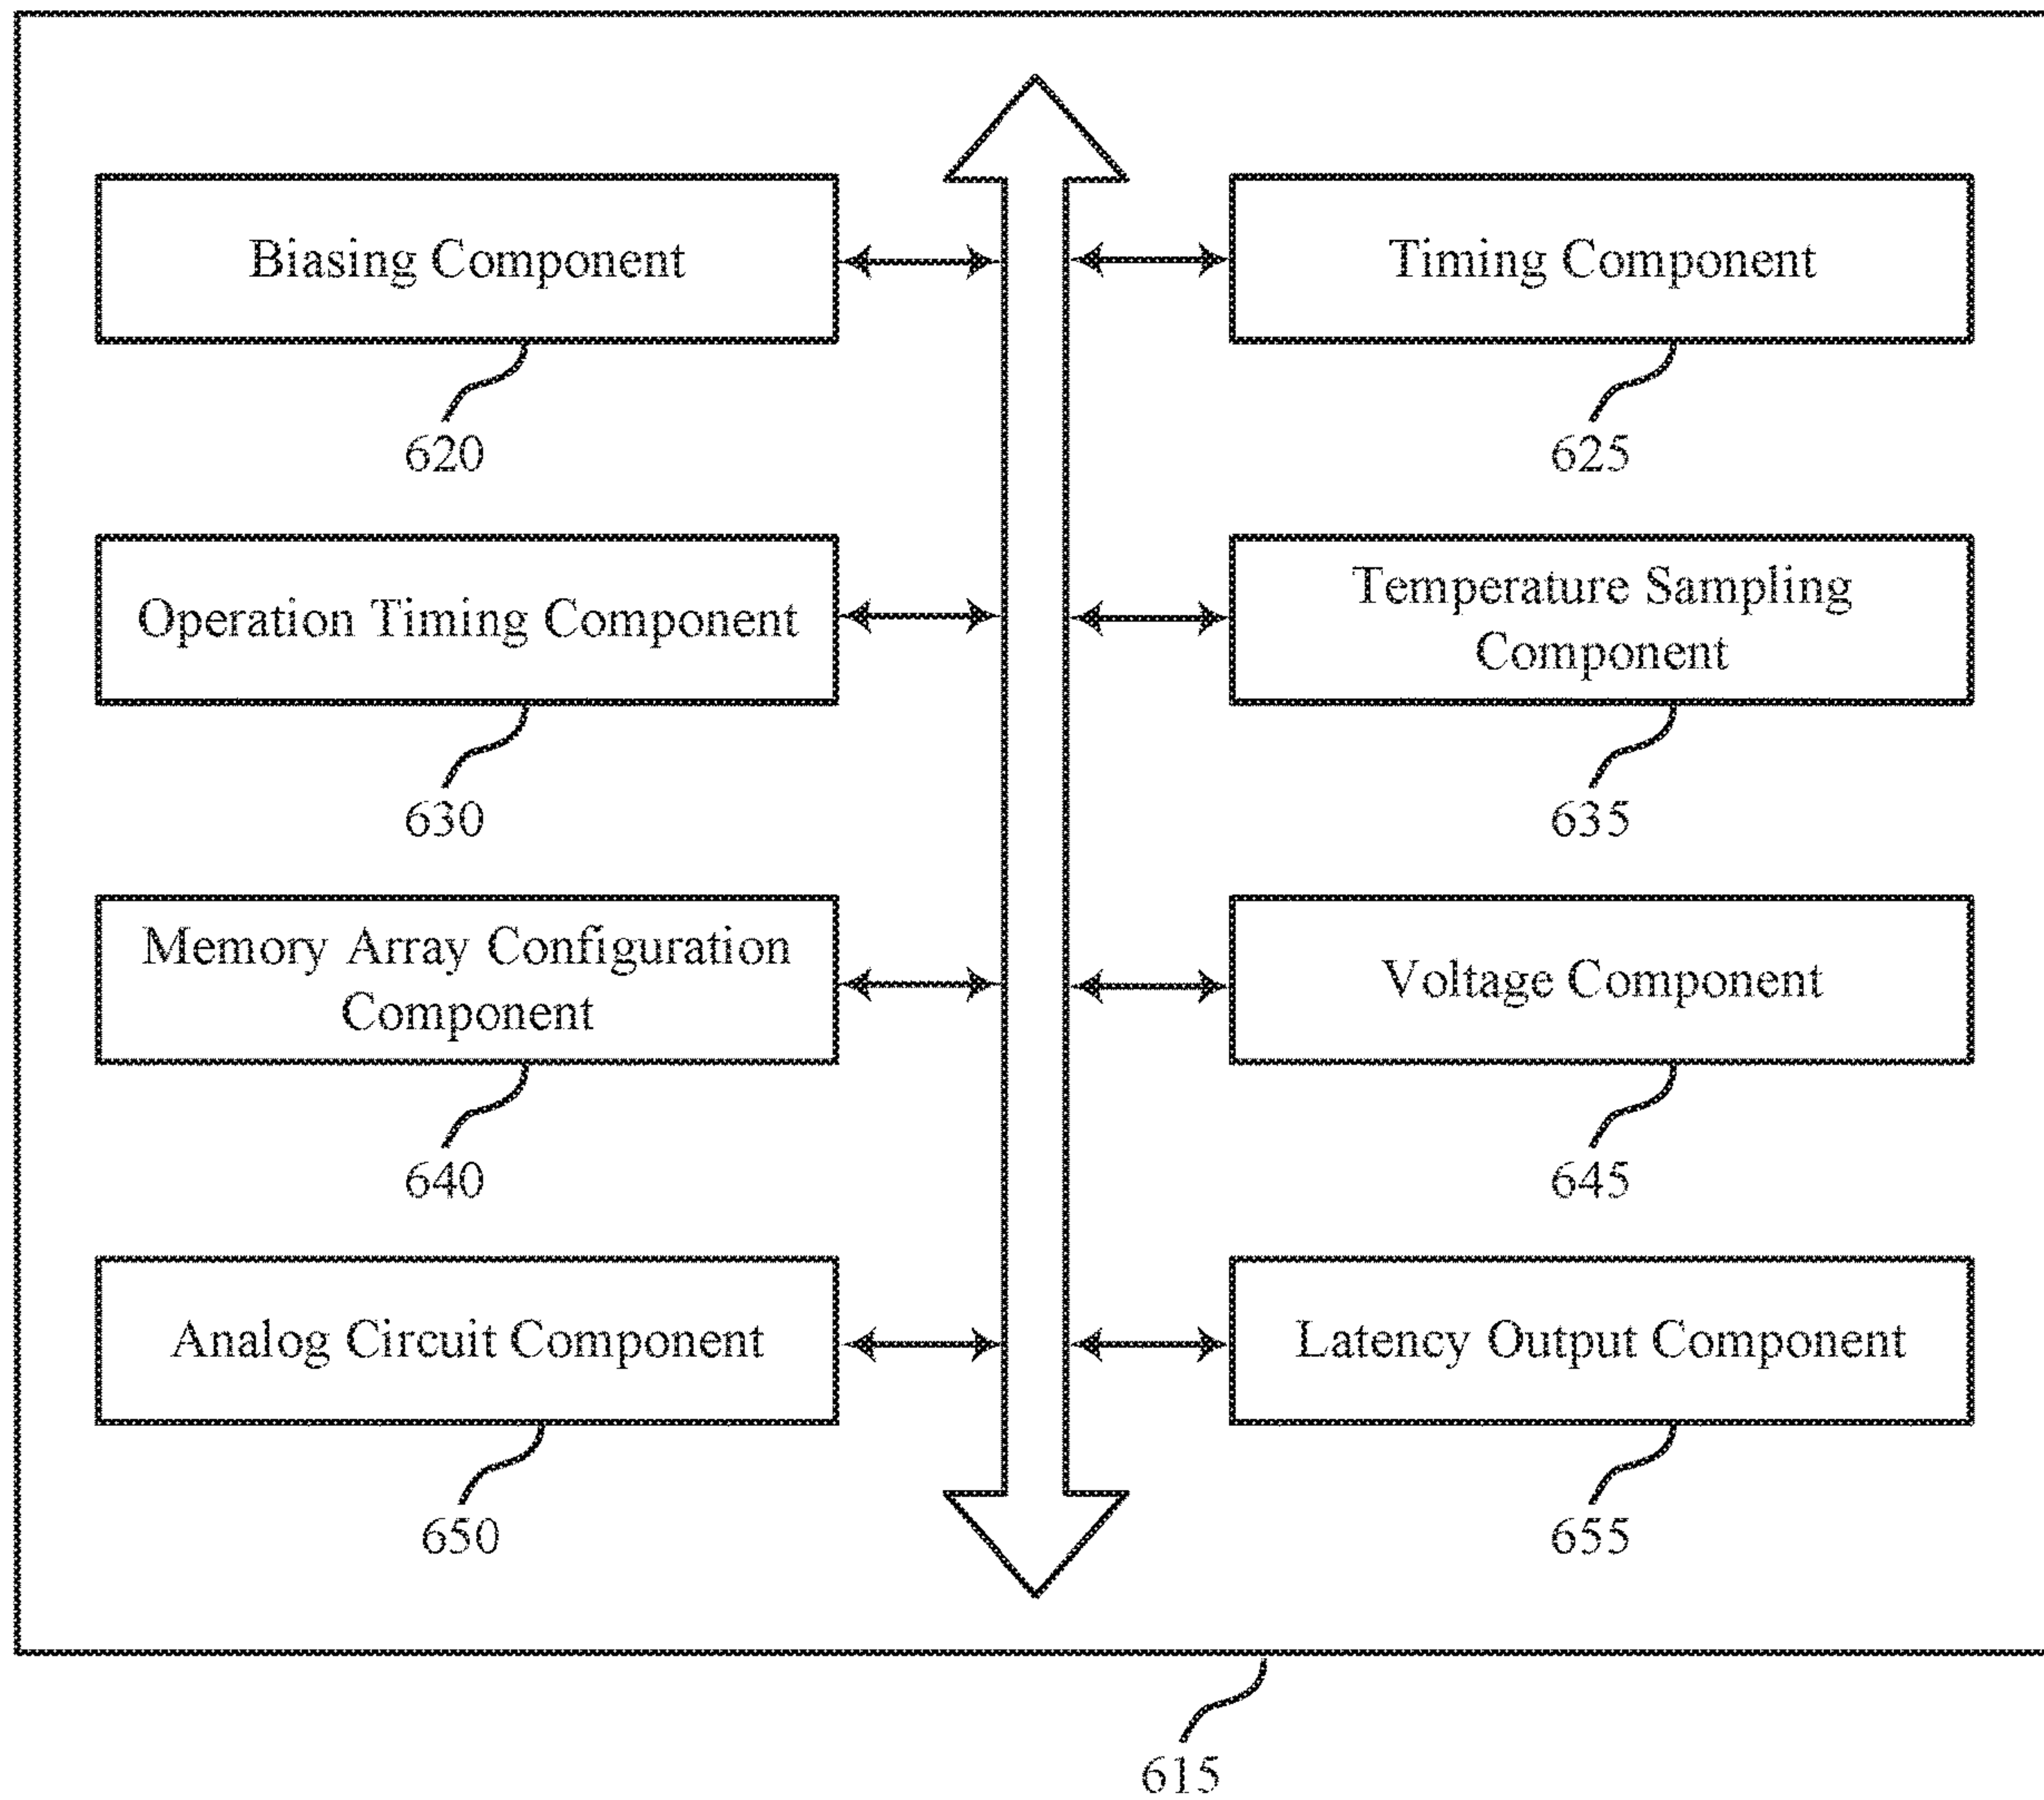 Biasing Component
Timing Component
620
625
Operation Timing Component
Temperature Sampling
Component
630
635
Memory Array Configuration
Component
Voltage Component
640
645
Analog Circuit Component
Latency Output Component
650
655
615